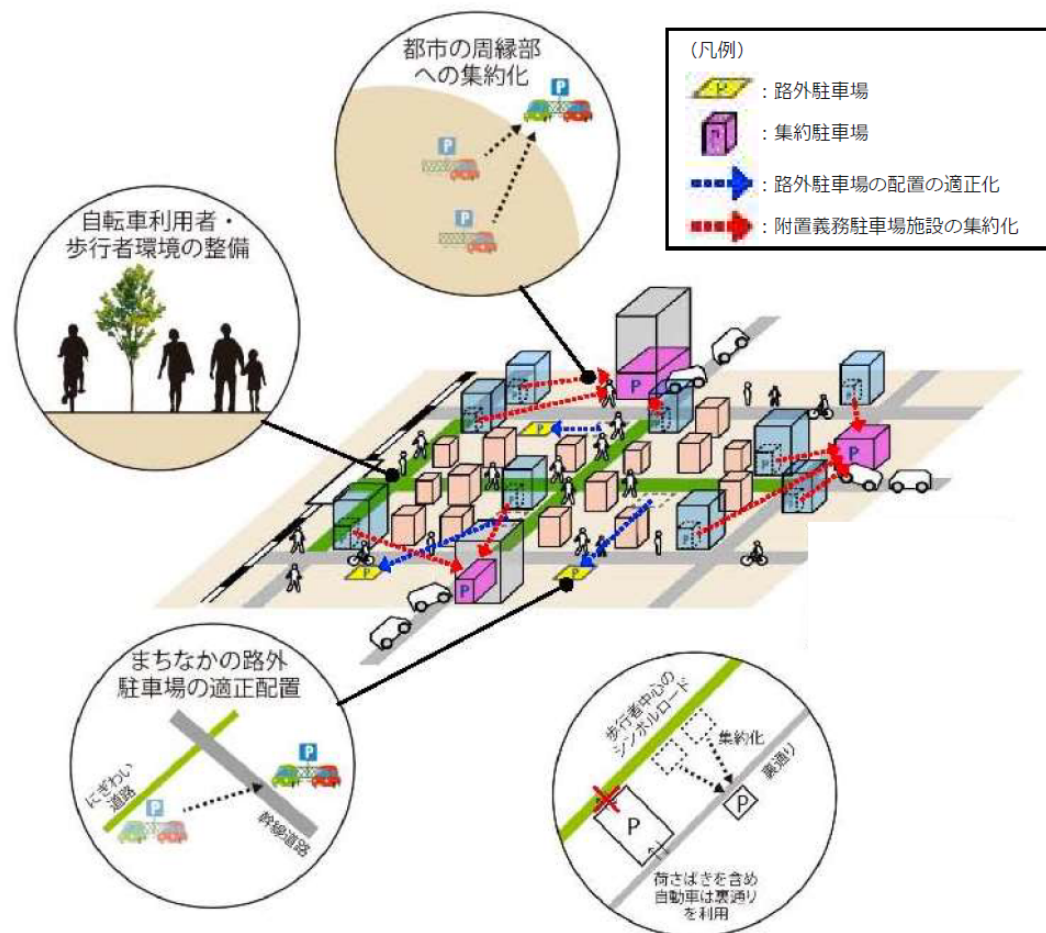 都市の周縁部
への集約化
P
P
P
(凡例)
P
：路外駐車場
P
：集約駐車場
：路外駐車場の配置の適正化
：附置義務駐車場施設の集約化
自転車利用者・
歩行者環境の整備
P
P
P
P
P
P
まちなかの路外
駐車場の適正配置
P
P
にぎわい
道路
幹線道路
歩行者中心の
シンボルロード
集約化
裏通り
P
P
荷さばきを含め
自動車は裏通り
を利用